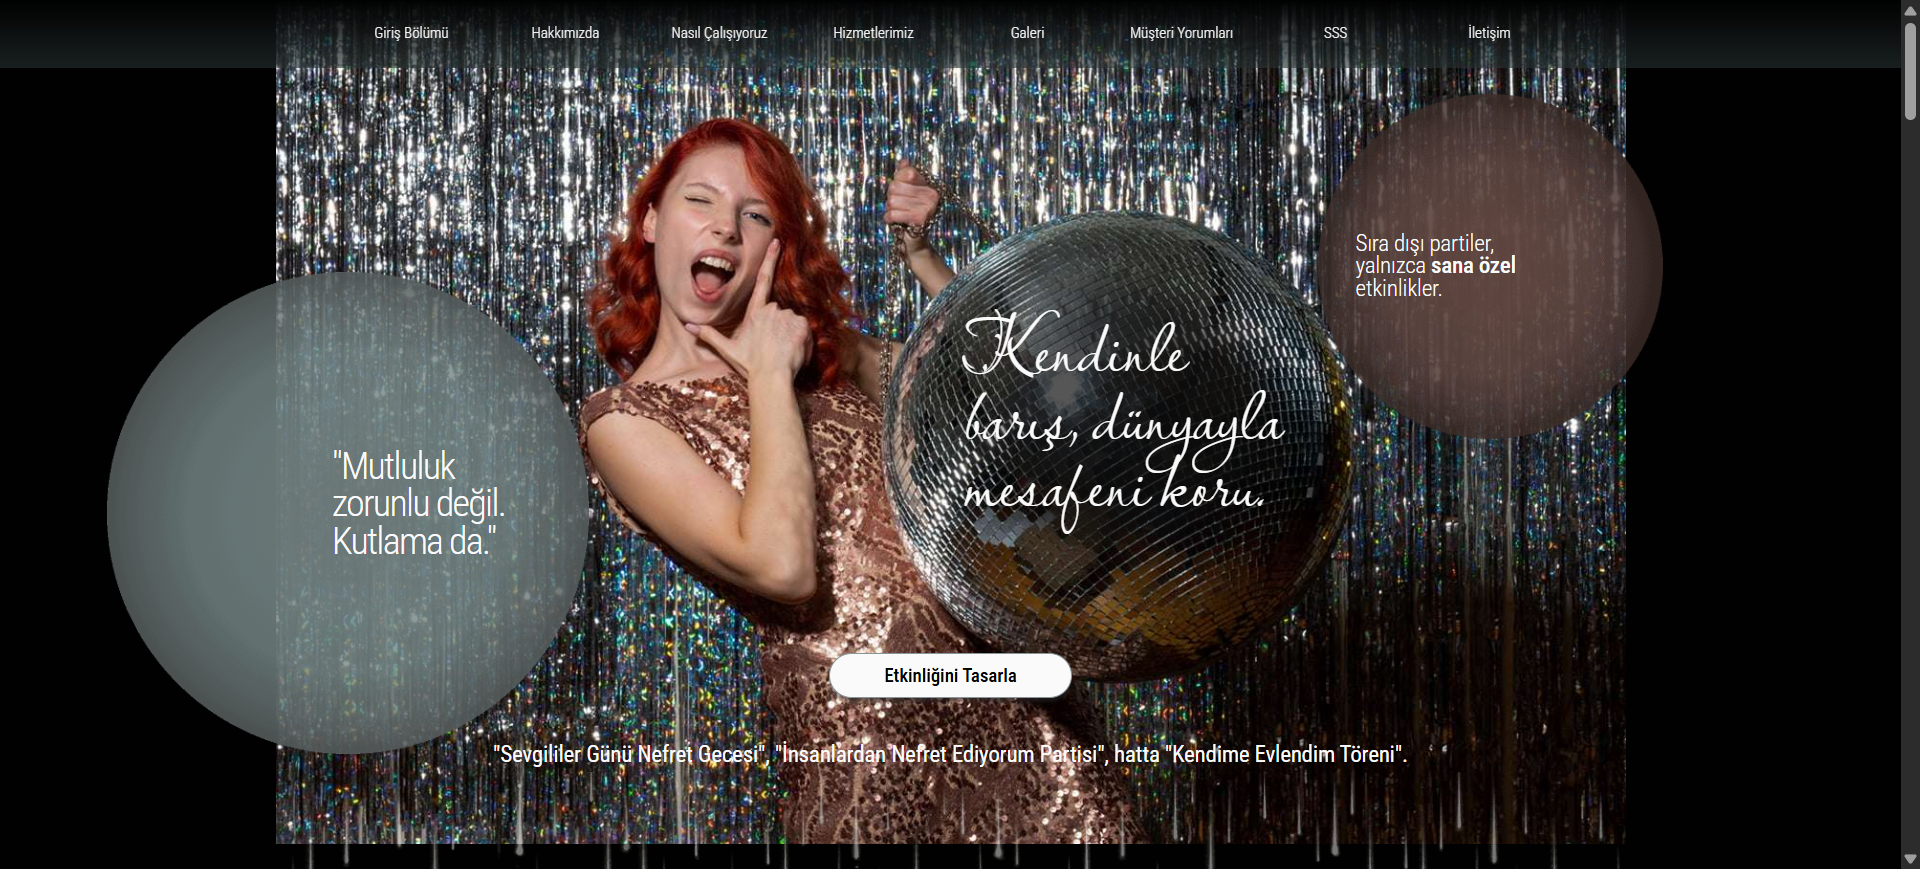 Giriş Bölümü
Hakkımızda
Nasıl Çalışıyoruz
Hizmetlerimiz
Galeri
Müşteri Yorumları
SSS
İletişim
Sıra dışı partiler,
yalnızca sana özel
etkinlikler.
Kendinle
barış, dünyayla
mesafeni koru.
"Mutluluk
zorunlu değil.
Kutlama da."
Etkinliğini Tasarla
"Sevgililer Günü Nefret Gecesi", "İnsanlardan Nefret Ediyorum Partisi", hatta "Kendime Evlendim Töreni".